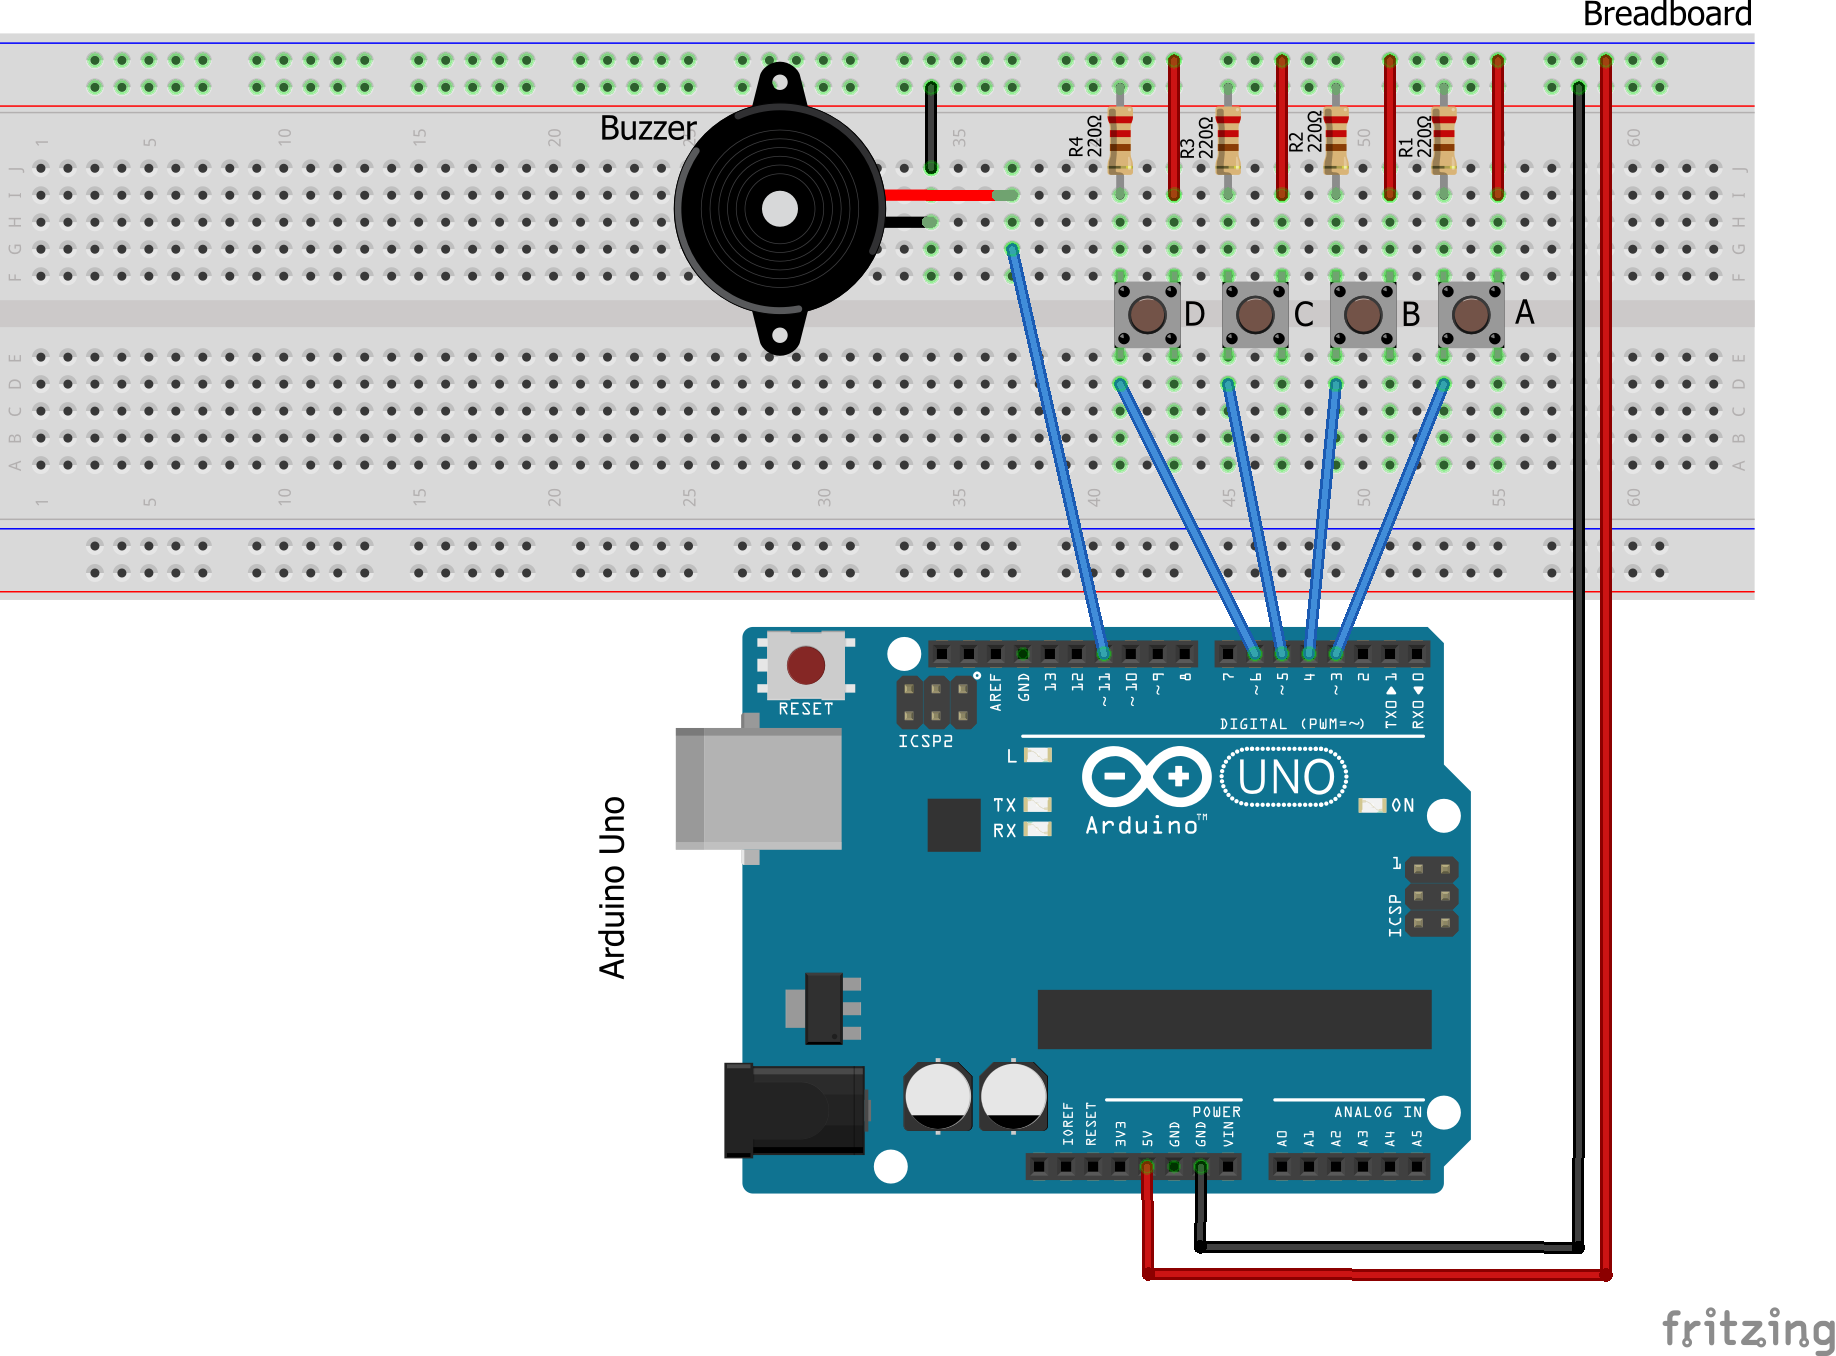 Breadboard
Buzzer
1 5 10 15 20 25 30 35 40 45 50 55 60
R4
220Ω
R3
220Ω
R2
220Ω
R1
220Ω
J J
I I
H H
G G
F F
D C B A
E E
D D
C C
B B
A A
1 5 10 15 20 25 30 35 40 45 50 55 60
RESET
ICSP2
AREF GND 13 12 ~11 ~10 ~9 8 7 ~6 ~5 4 ~3 2 TX0▶1 RX0◀0
DIGITAL (PWM=~)
L
TX
RX
UNO
Arduino™
ON
1
ICSP
Arduino Uno
POWER
ANALOG IN
IOREF RESET 3V3 5V GND GND VIN A0 A1 A2 A3 A4 A5
fritzing